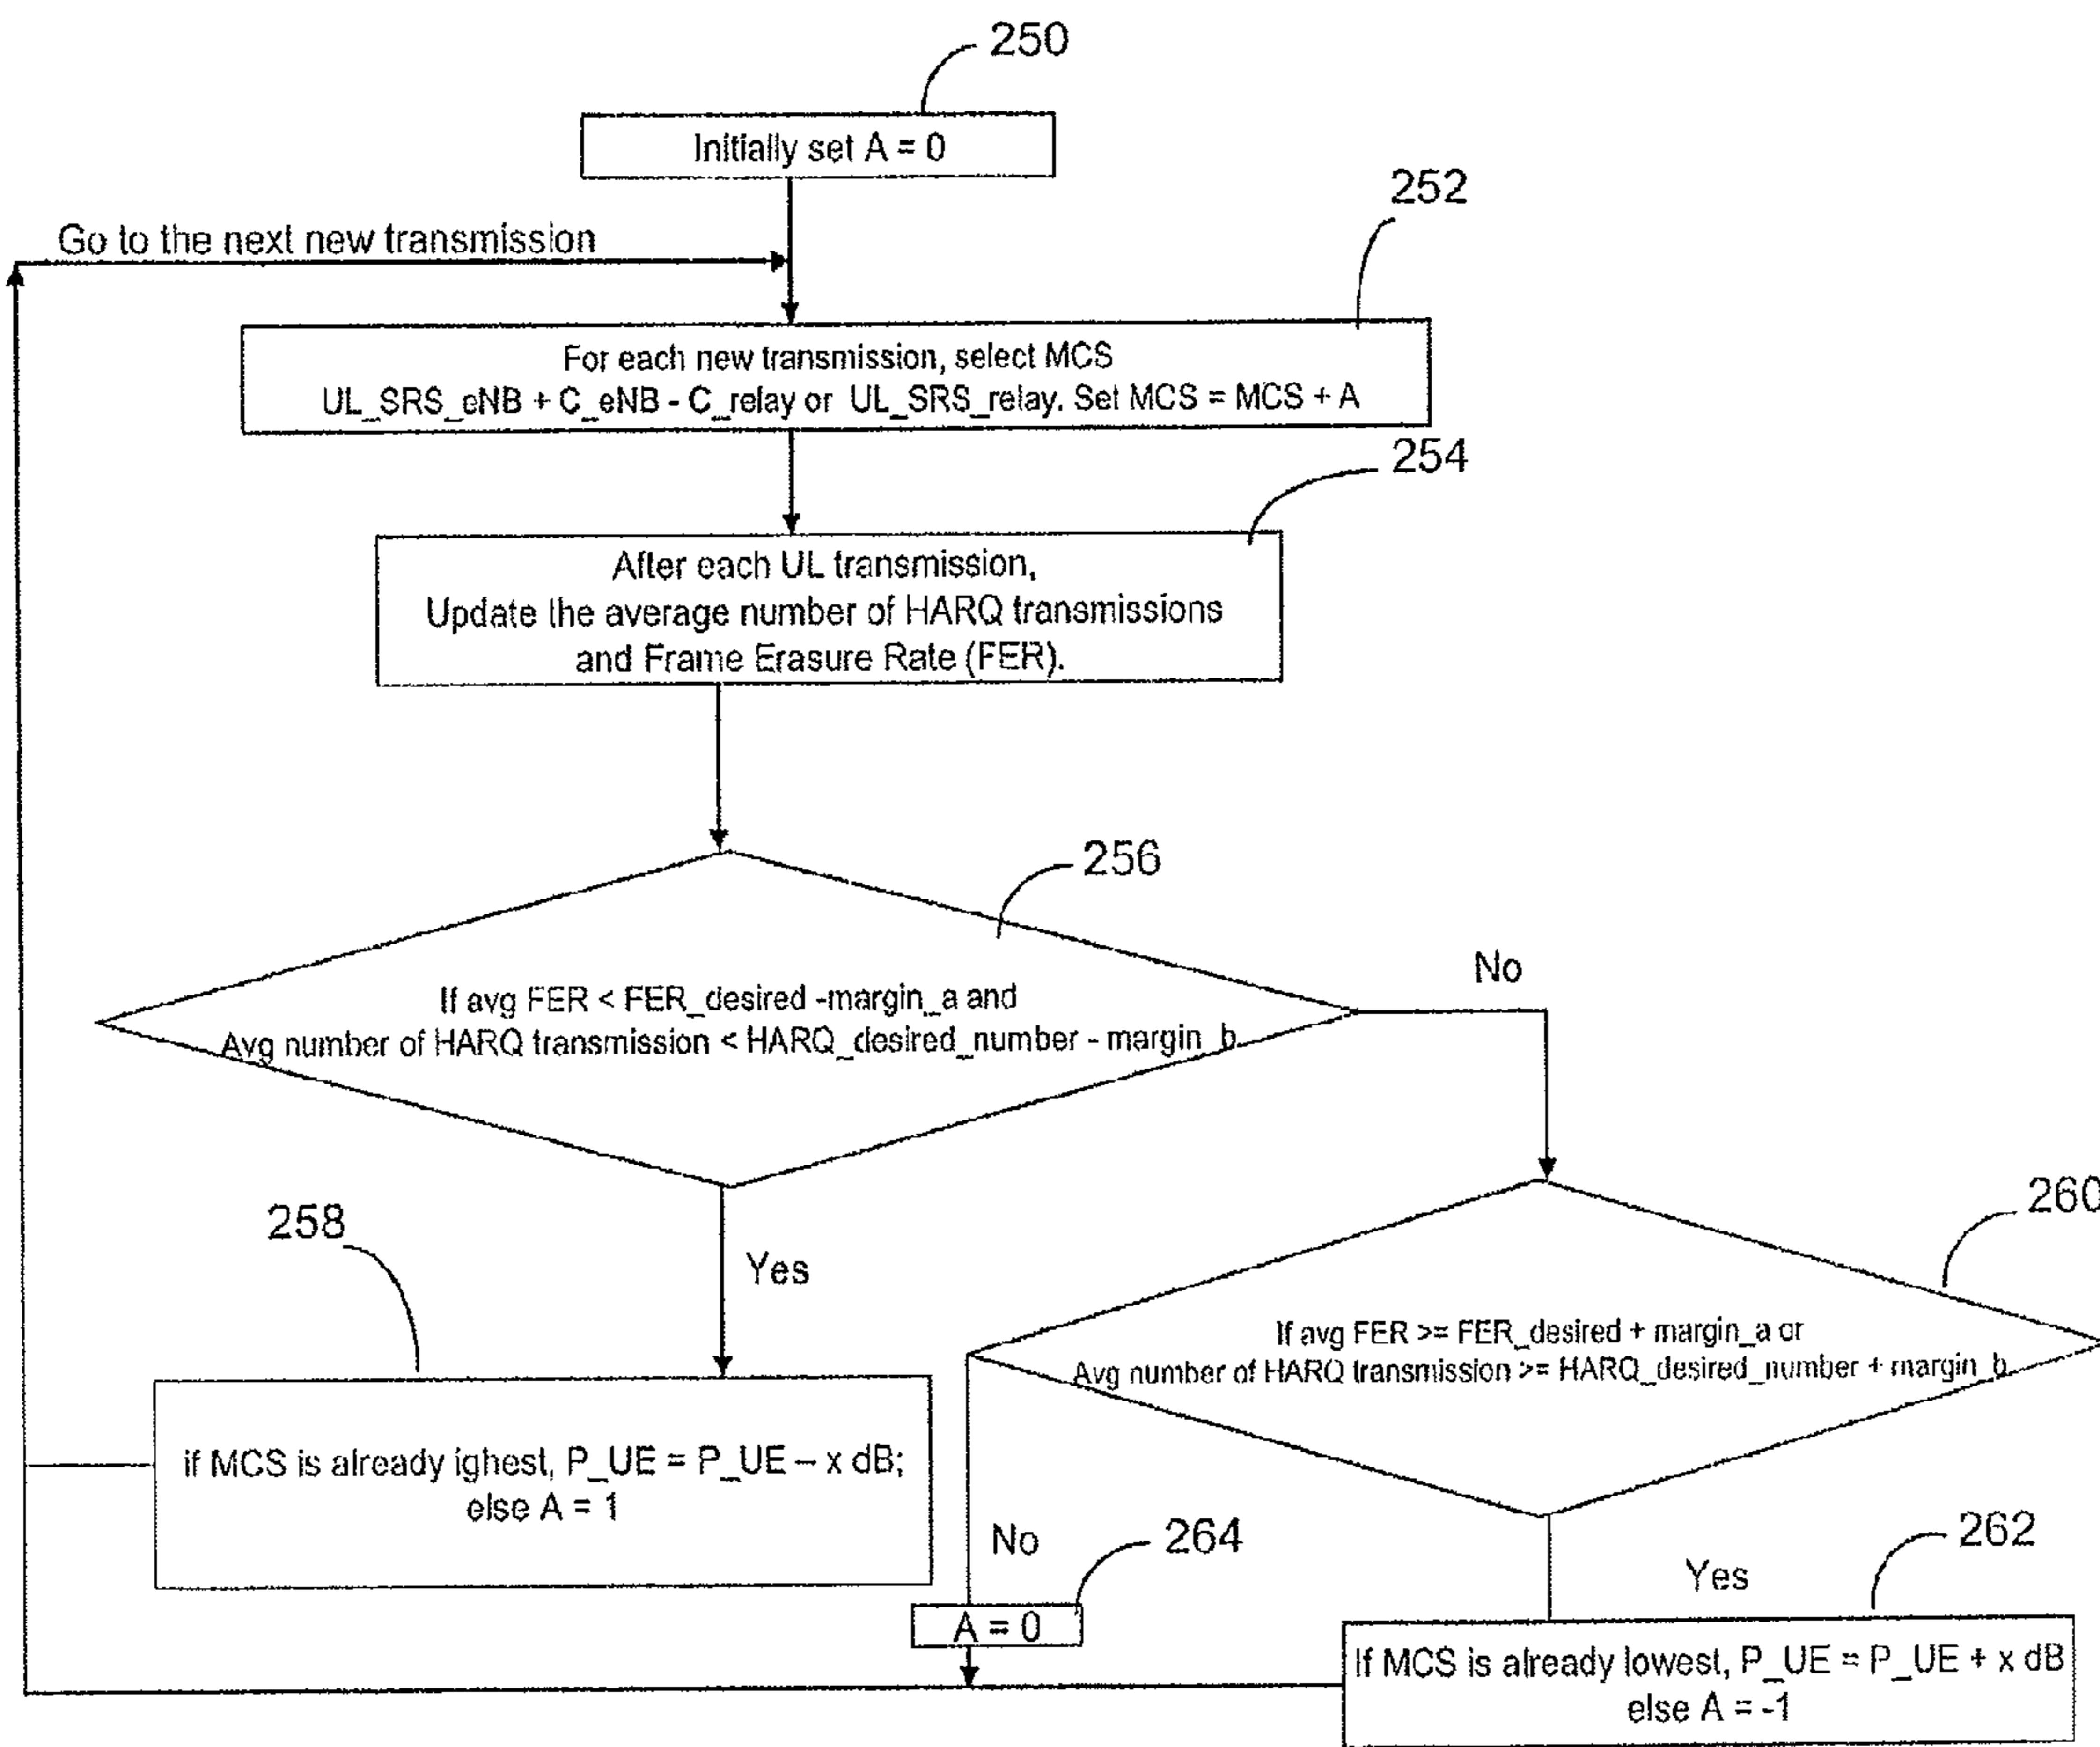 250
Initially set A = 0
252
Go to the next new transmission
For each new transmission, select MCS
UL_SRS_eNB + C_eNB - C_relay or UL_SRS_relay. Set MCS = MCS + A
254
After each UL transmission,
Update the average number of HARQ transmissions
and Frame Erasure Rate (FER).
256
No
If avg FER < FER_desired -margin_a and
Avg number of HARQ transmission < HARQ_desired_number - margin_b
260
258
Yes
If avg FER >= FER_desired + margin_a or
Avg number of HARQ transmission >= HARQ_desired_number + margin_b
if MCS is already ighest, P_UE = P_UE – x dB;
else A = 1
No
264
262
Yes
A = 0
If MCS is already lowest, P_UE = P_UE + x dB
else A = -1